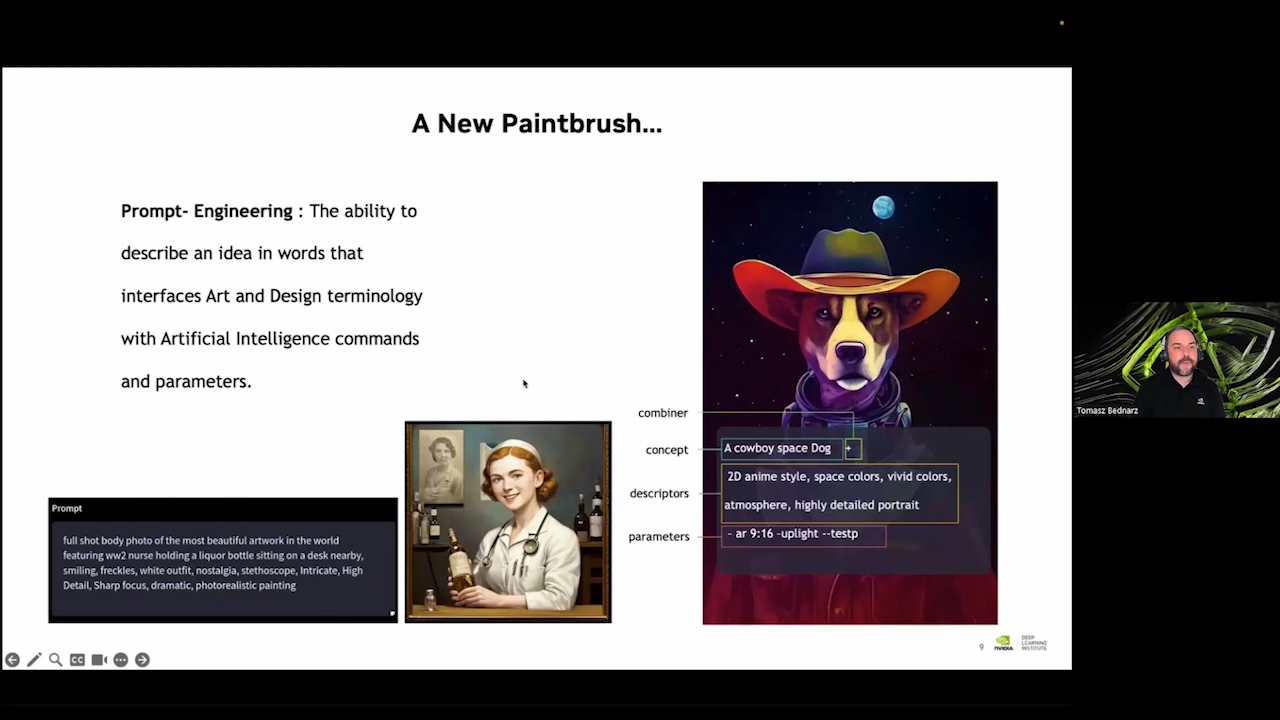 A New Paintbrush...
Prompt- Engineering : The ability to
describe an idea in words that
interfaces Art and Design terminology
with Artificial Intelligence commands
and parameters.
Prompt
full shot body photo of the most beautiful artwork in the world
featuring ww2 nurse holding a liquor bottle sitting on a desk nearby,
smiling, freckles, white outfit, nostalgia, stethoscope, Intricate, High
Detail, Sharp focus, dramatic, photorealistic painting
combiner
concept
A cowboy space Dog +
descriptors
2D anime style, space colors, vivid colors,
atmosphere, highly detailed portrait
parameters
- ar 9:16 -uplight --testp
9
NVIDIA
DEEP
LEARNING
INSTITUTE
CC
Tomasz Bednarz